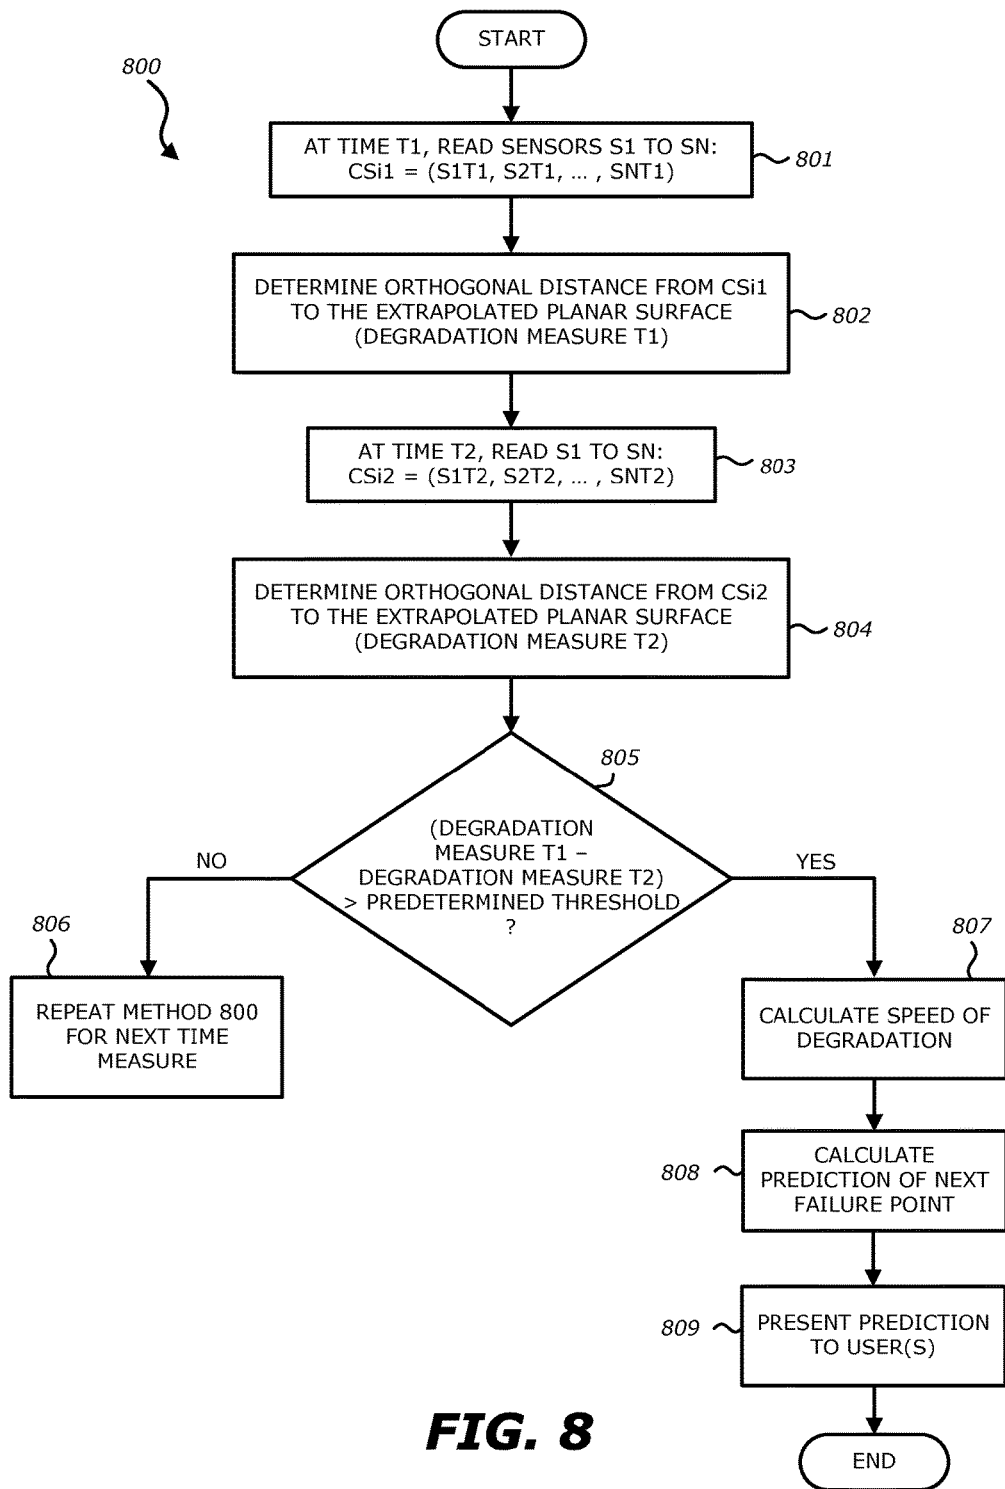 START
800
AT TIME T1, READ SENSORS S1 TO SN:
CSi1 = (S1T1, S2T1, ... , SNT1)
801
DETERMINE ORTHOGONAL DISTANCE FROM CSi1
TO THE EXTRAPOLATED PLANAR SURFACE
(DEGRADATION MEASURE T1)
802
AT TIME T2, READ S1 TO SN:
CSi2 = (S1T2, S2T2, ... , SNT2)
803
DETERMINE ORTHOGONAL DISTANCE FROM CSi2
TO THE EXTRAPOLATED PLANAR SURFACE
(DEGRADATION MEASURE T2)
804
805
(DEGRADATION
MEASURE T1 –
DEGRADATION MEASURE T2)
> PREDETERMINED THRESHOLD
?
NO
YES
806
REPEAT METHOD 800
FOR NEXT TIME
MEASURE
807
CALCULATE SPEED OF
DEGRADATION
808
CALCULATE
PREDICTION OF NEXT
FAILURE POINT
809
PRESENT PREDICTION
TO USER(S)
END
FIG. 8